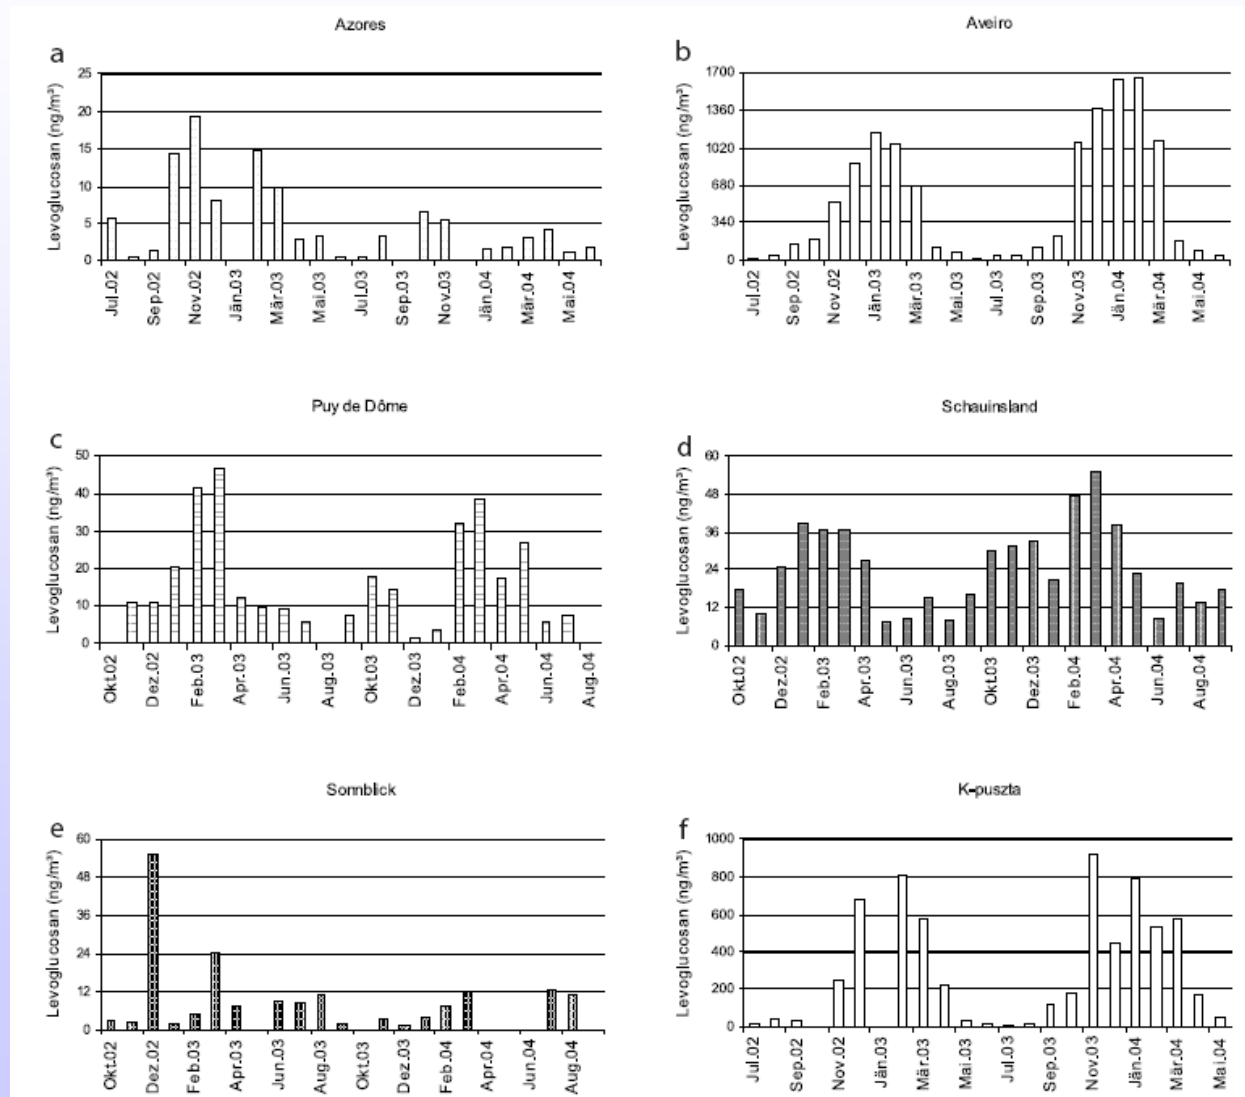 Azores
a
Levoglucosan (ng/m³)
25
20
15
10
5
0
Jul.02
Sep.02
Nov.02
Jän.03
Mär.03
Mai.03
Jul.03
Sep.03
Nov.03
Jän.04
Mär.04
Mai.04
Aveiro
b
Levoglucosan (ng/m³)
1700
1360
1020
680
340
0
Jul.02
Sep.02
Nov.02
Jän.03
Mär.03
Mai.03
Jul.03
Sep.03
Nov.03
Jän.04
Mär.04
Mai.04
Puy de Dôme
c
Levoglucosan (ng/m³)
50
40
30
20
10
0
Okt.02
Dez.02
Feb.03
Apr.03
Jun.03
Aug.03
Okt.03
Dez.03
Feb.04
Apr.04
Jun.04
Aug.04
Schauinsland
d
Levoglucosan (ng/m³)
60
48
36
24
12
0
Okt.02
Dez.02
Feb.03
Apr.03
Jun.03
Aug.03
Okt.03
Dez.03
Feb.04
Apr.04
Jun.04
Aug.04
Sonnblick
e
Levoglucosan (ng/m³)
60
48
36
24
12
0
Okt.02
Dez.02
Feb.03
Apr.03
Jun.03
Aug.03
Okt.03
Dez.03
Feb.04
Apr.04
Jun.04
Aug.04
K-puszta
f
Levoglucosan (ng/m³)
1000
800
600
400
200
0
Jul.02
Sep.02
Nov.02
Jän.03
Mär.03
Mai.03
Jul.03
Sep.03
Nov.03
Jän.04
Mär.04
Mai.04